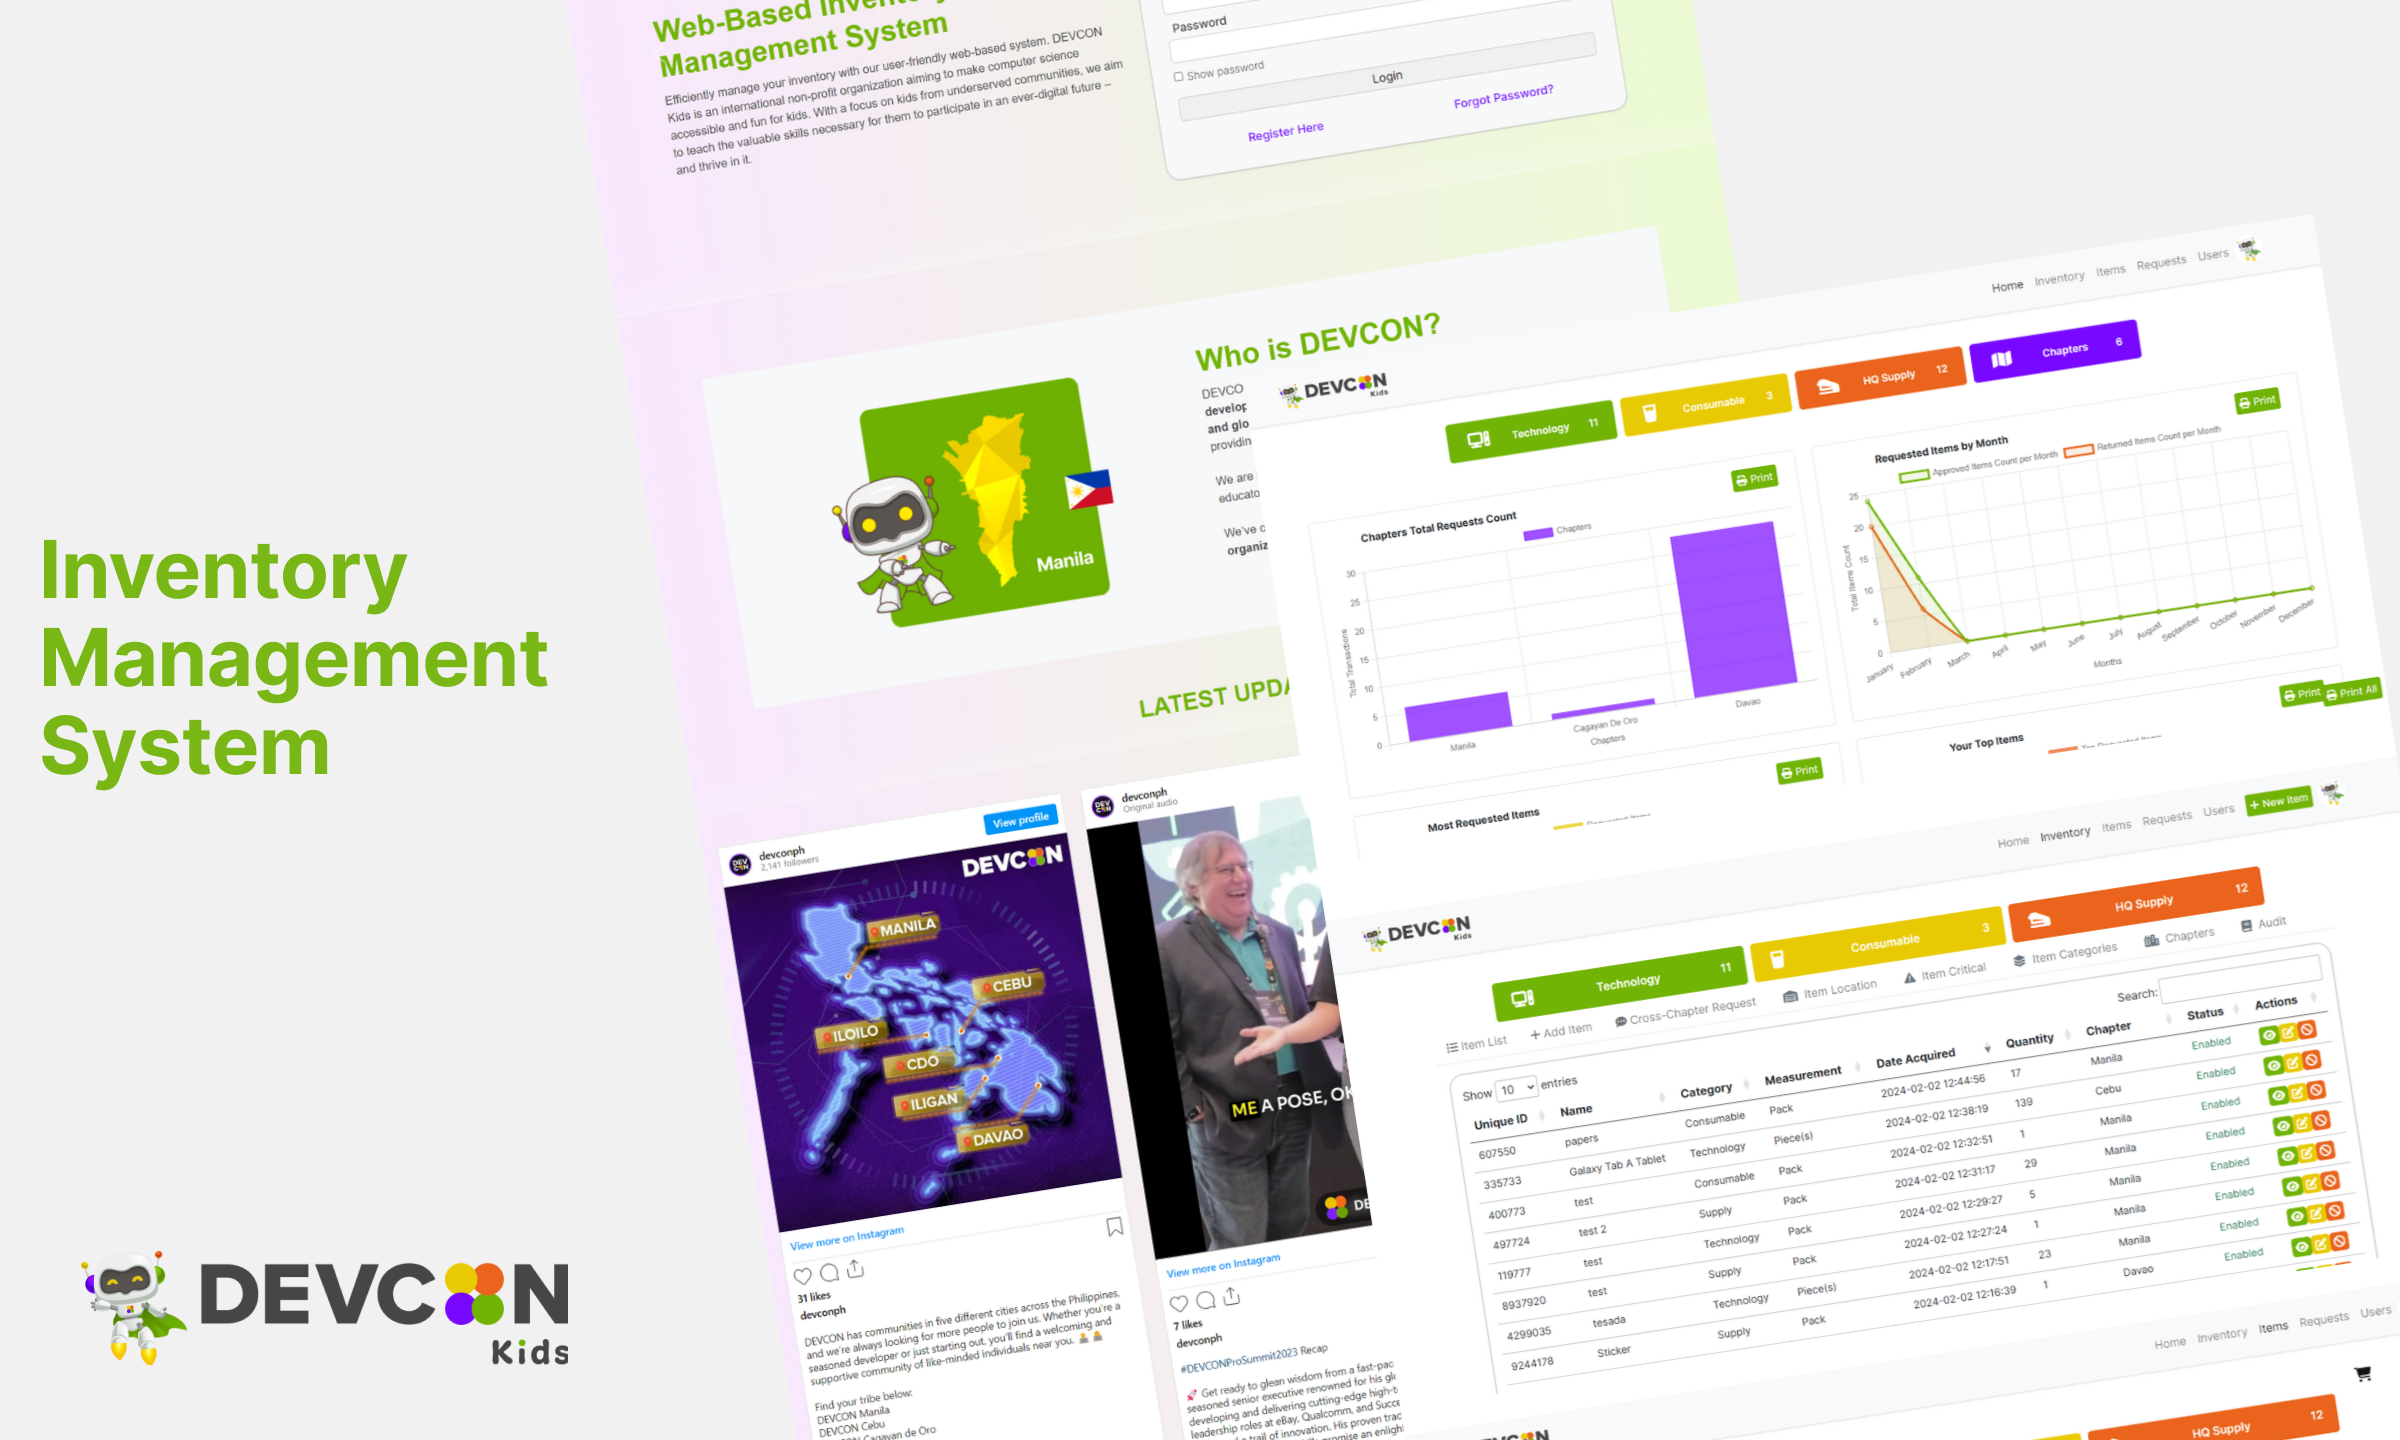 Inventory
Management
System
DEVCON
Kids
Web-Based Inventory
Management System
Efficiently manage your inventory with our user-friendly web-based system. DEVCON
Kids is an international non-profit organization aiming to make computer science
accessible and fun for kids. With a focus on kids from underserved communities, we aim
to teach the valuable skills necessary for them to participate in an ever-digital future –
and thrive in it.
Password
Show password
Login
Register Here
Forgot Password?
Who is DEVCON?
DEVCO
develop
and glo
providin
We are
educato
We've
organiz
Manila
LATEST UPDA
devconph
2,141 followers
View profile
DEVCON
MANILA
CEBU
ILOILO
CDO
ILIGAN
DAVAO
View more on Instagram
31 likes
devconph
DEVCON has communities in five different cities across the Philippines,
and we're always looking for more people to join us. Whether you're a
seasoned developer or just starting out, you'll find a welcoming and
supportive community of like-minded individuals near you.
Find your tribe below:
DEVCON Manila
DEVCON Cebu
Cagayan de Oro
devconph
Original audio
ME A POSE, OK
DE
View more on Instagram
7 likes
devconph
#DEVCONProSummit2023 Recap
🚀 Get ready to glean wisdom from a fast-pac
seasoned senior executive renowned for his gl
developing and delivering cutting-edge high-t
leadership roles at eBay, Qualcomm, and Succe
trail of innovation. His proven trac
promise an enligh
DEVCON
Kids
Home Inventory Items Requests Users
Technology 11
Consumable 3
HQ Supply 12
Chapters 6
Print
Chapters Total Requests Count
Chapters
Total Transactions
30
25
20
15
10
5
0
Manila
Cagayan De Oro
Davao
Chapters
Print
Requested Items by Month
Approved Items Count per Month
Returned Items Count per Month
Total Items Count
25
20
15
10
5
0
January
February
March
April
May
June
July
August
September
October
November
December
Months
Print
Most Requested Items
Print
Print All
Your Top Items
DEVCON
Kids
Home Inventory Items Requests Users
+ New Item
Technology 11
Consumable 3
HQ Supply 12
Item List
+ Add Item
Cross-Chapter Request
Item Location
Item Critical
Item Categories
Chapters
Audit
Show 10 entries
Search:
Unique ID Name Category Measurement Date Acquired Quantity Chapter Status Actions
607550 papers Consumable Pack 2024-02-02 12:44:56 17 Manila Enabled
335733 Galaxy Tab A Tablet Technology Piece(s) 2024-02-02 12:38:19 139 Cebu Enabled
400773 test Consumable Pack 2024-02-02 12:32:51 1 Manila Enabled
497724 test 2 Supply Pack 2024-02-02 12:31:17 29 Manila Enabled
119777 test Technology Pack 2024-02-02 12:29:27 5 Manila Enabled
8937920 test Supply Pack 2024-02-02 12:27:24 1 Manila Enabled
4299035 tesada Technology Piece(s) 2024-02-02 12:17:51 23 Manila Enabled
9244178 Sticker Supply Pack 2024-02-02 12:16:39 1 Davao Enabled
Home Inventory Items Requests Users
HQ Supply 12